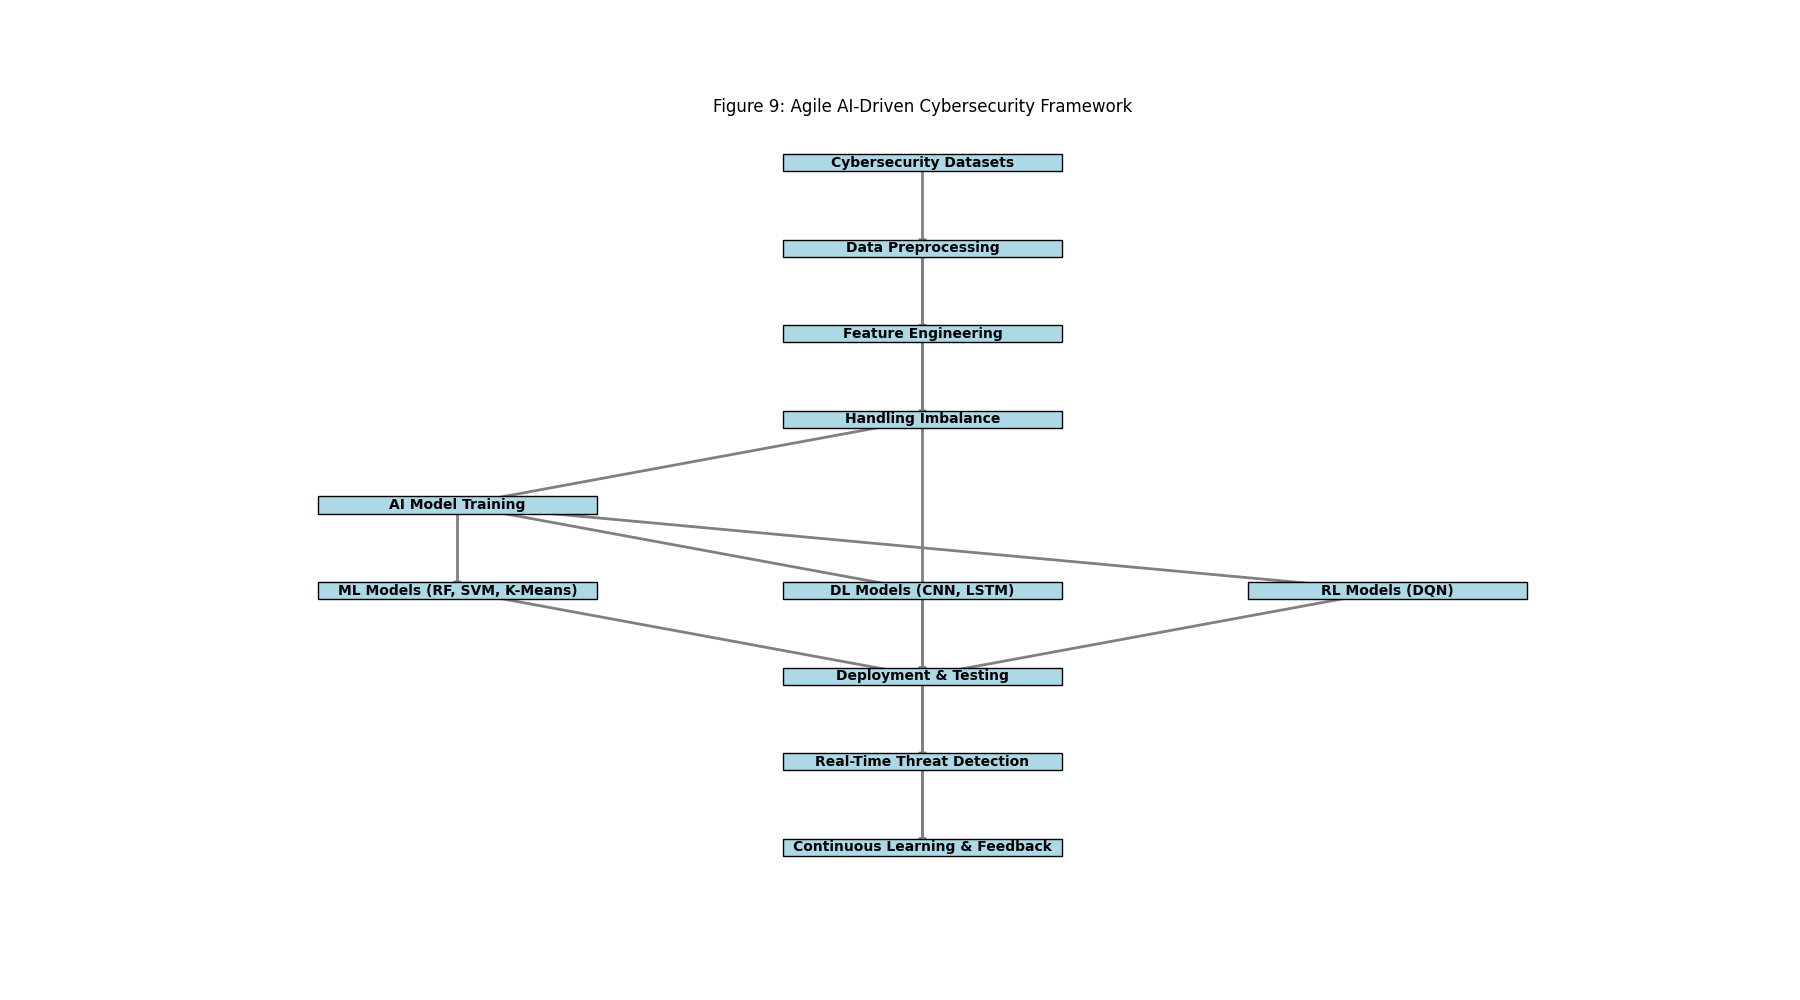 Figure 9: Agile AI-Driven Cybersecurity Framework
Cybersecurity Datasets
Data Preprocessing
Feature Engineering
Handling Imbalance
AI Model Training
ML Models (RF, SVM, K-Means)
DL Models (CNN, LSTM)
RL Models (DQN)
Deployment & Testing
Real-Time Threat Detection
Continuous Learning & Feedback